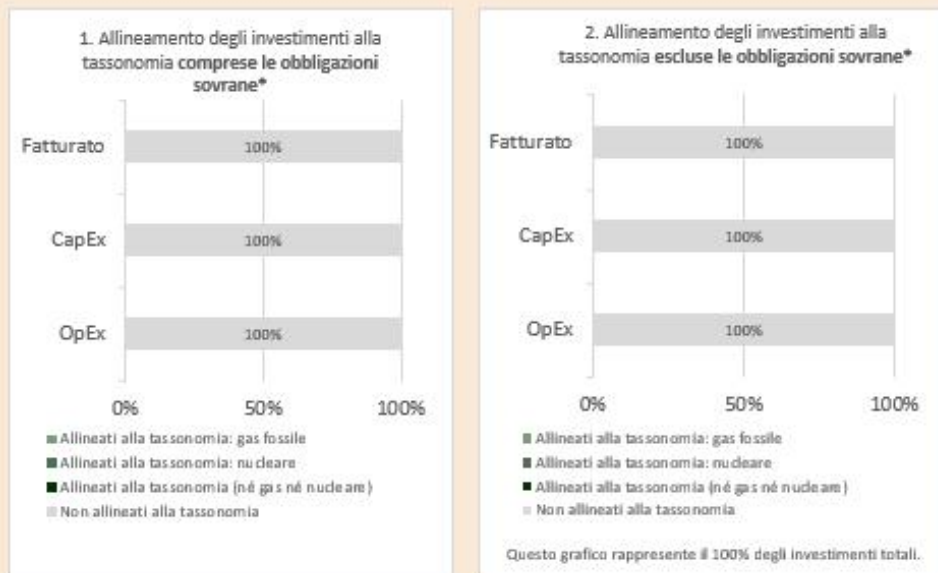 1. Allineamento degli investimenti alla
tassonomia comprese le obbligazioni
sovrane*
Fatturato
100%
CapEx
100%
OpEx
100%
0%
50%
100%
Allineati alla tassonomia: gas fossile
Allineati alla tassonomia: nucleare
Allineati alla tassonomia (né gas né nucleare)
Non allineati alla tassonomia
2. Allineamento degli investimenti alla
tassonomia escluse le obbligazioni sovrane*
Fatturato
100%
CapEx
100%
OpEx
100%
0%
50%
100%
Allineati alla tassonomia: gas fossile
Allineati alla tassonomia: nucleare
Allineati alla tassonomia (né gas né nucleare)
Non allineati alla tassonomia
Questo grafico rappresente il 100% degli investimenti totali.